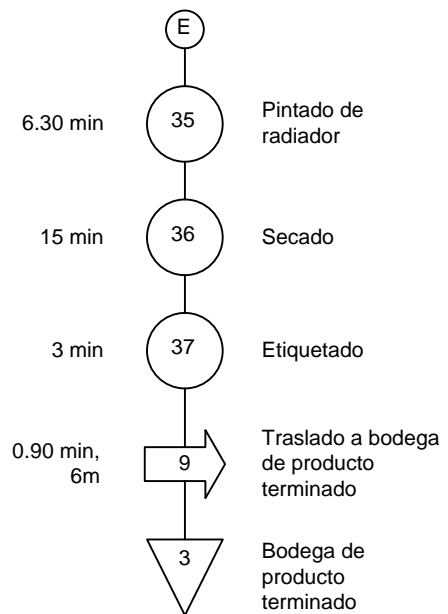 E
6.30 min
35
Pintado de
radiador
15 min
36
Secado
3 min
37
Etiquetado
0.90 min,
6m
9
Traslado a bodega
de producto
terminado
3
Bodega de
producto
terminado